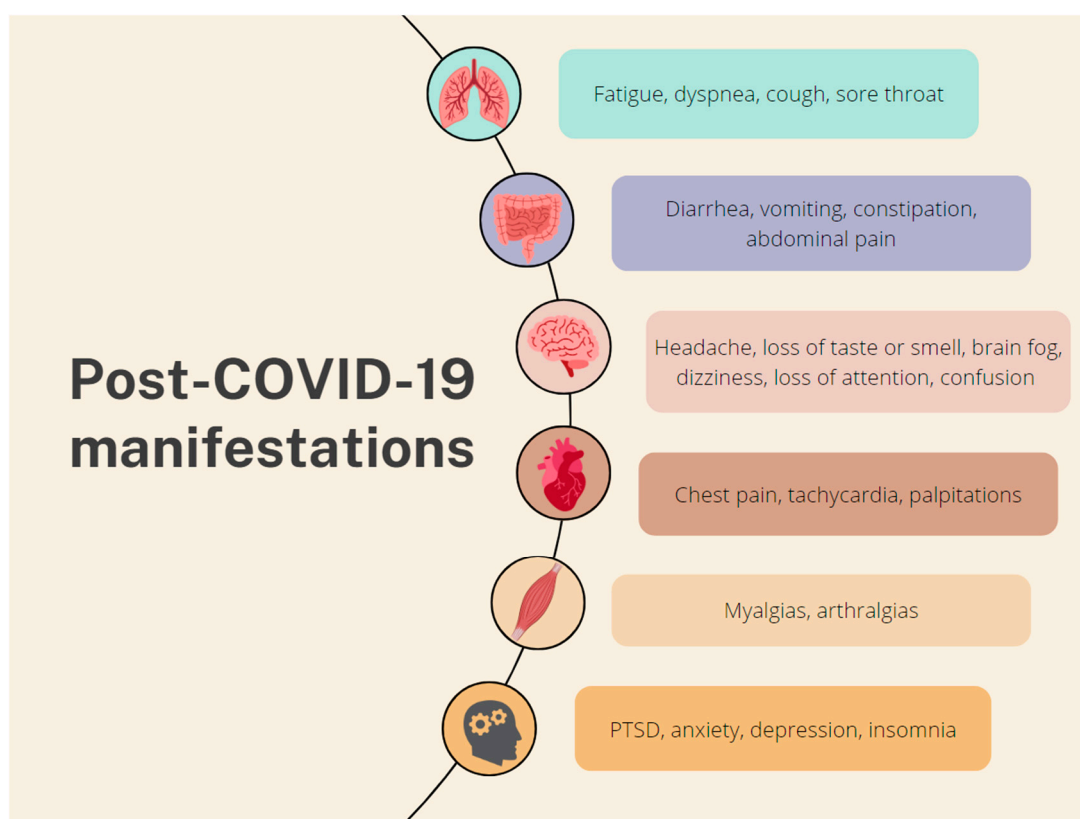 Post-COVID-19
manifestations
Fatigue, dyspnea, cough, sore throat
Diarrhea, vomiting, constipation,
abdominal pain
Headache, loss of taste or smell, brain fog,
dizziness, loss of attention, confusion
Chest pain, tachycardia, palpitations
Myalgias, arthralgias
PTSD, anxiety, depression, insomnia